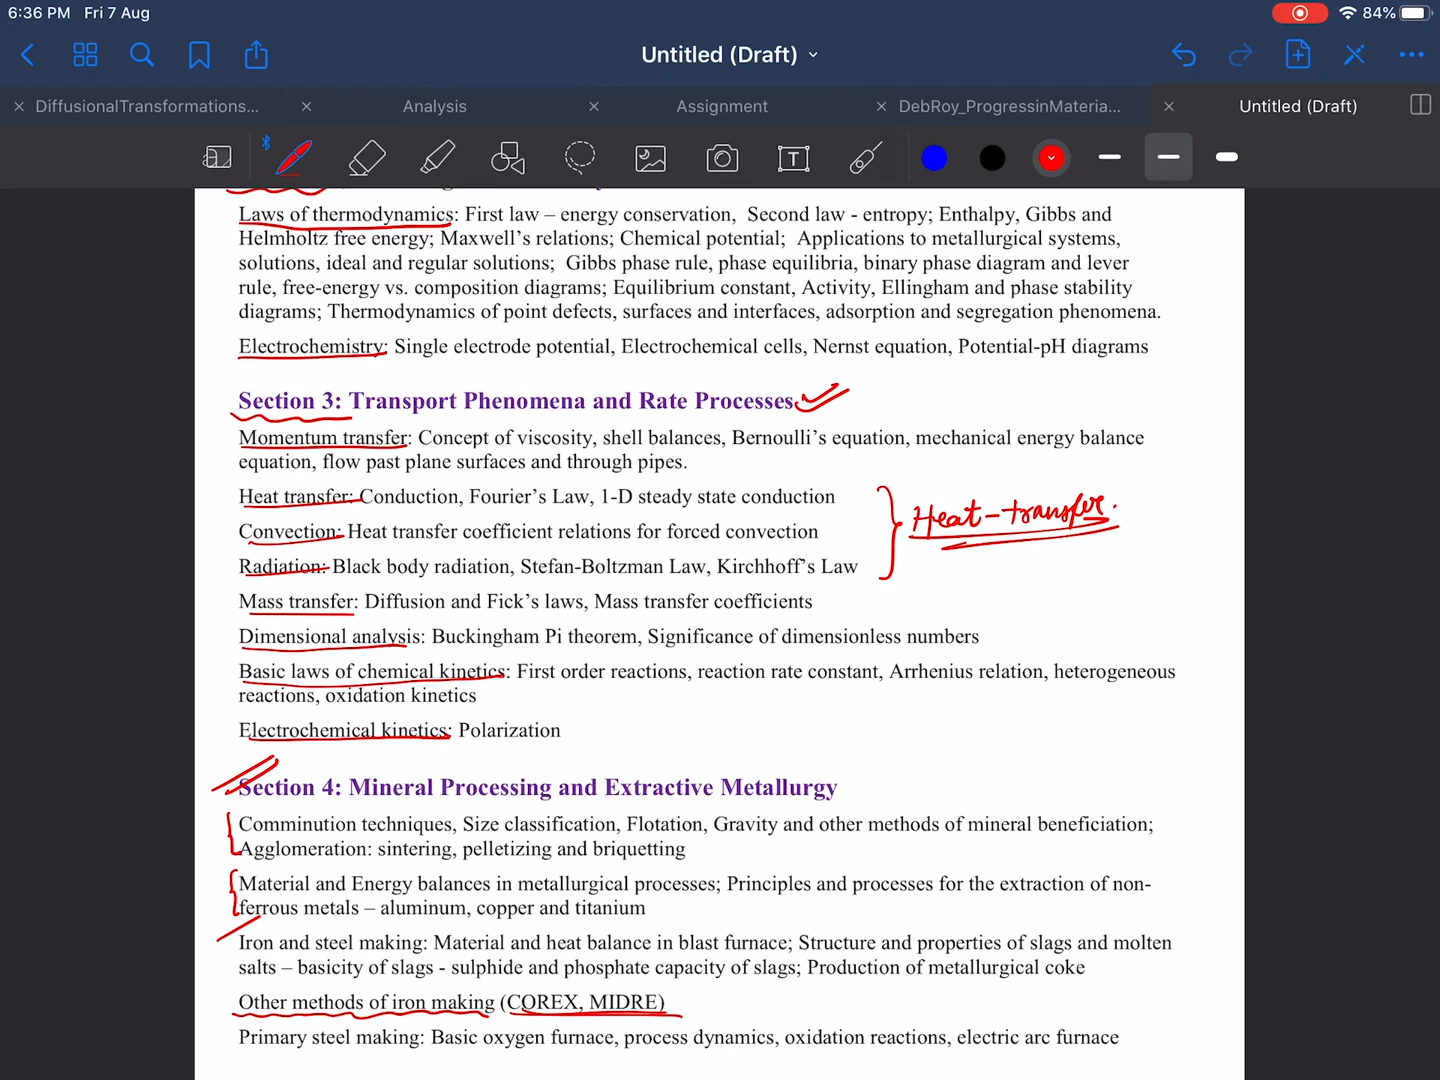 6:36 PM Fri 7 Aug
84%
Untitled (Draft)
DiffusionalTransformations...
Analysis
Assignment
DebRoy_ProgressinMateria...
Untitled (Draft)
T
Laws of thermodynamics: First law – energy conservation, Second law - entropy; Enthalpy, Gibbs and
Helmholtz free energy; Maxwell's relations; Chemical potential; Applications to metallurgical systems,
solutions, ideal and regular solutions; Gibbs phase rule, phase equilibria, binary phase diagram and lever
rule, free-energy vs. composition diagrams; Equilibrium constant, Activity, Ellingham and phase stability
diagrams; Thermodynamics of point defects, surfaces and interfaces, adsorption and segregation phenomena.
Electrochemistry: Single electrode potential, Electrochemical cells, Nernst equation, Potential-pH diagrams
Section 3: Transport Phenomena and Rate Processes
Momentum transfer: Concept of viscosity, shell balances, Bernoulli's equation, mechanical energy balance
equation, flow past plane surfaces and through pipes.
Heat transfer: Conduction, Fourier's Law, 1-D steady state conduction
Convection: Heat transfer coefficient relations for forced convection
Radiation: Black body radiation, Stefan-Boltzman Law, Kirchhoff's Law
Heat-transfer.
Mass transfer: Diffusion and Fick's laws, Mass transfer coefficients
Dimensional analysis: Buckingham Pi theorem, Significance of dimensionless numbers
Basic laws of chemical kinetics: First order reactions, reaction rate constant, Arrhenius relation, heterogeneous
reactions, oxidation kinetics
Electrochemical kinetics: Polarization
Section 4: Mineral Processing and Extractive Metallurgy
Comminution techniques, Size classification, Flotation, Gravity and other methods of mineral beneficiation;
Agglomeration: sintering, pelletizing and briquetting
Material and Energy balances in metallurgical processes; Principles and processes for the extraction of non-
ferrous metals – aluminum, copper and titanium
Iron and steel making: Material and heat balance in blast furnace; Structure and properties of slags and molten
salts – basicity of slags - sulphide and phosphate capacity of slags; Production of metallurgical coke
Other methods of iron making (COREX, MIDRE)
Primary steel making: Basic oxygen furnace, process dynamics, oxidation reactions, electric arc furnace